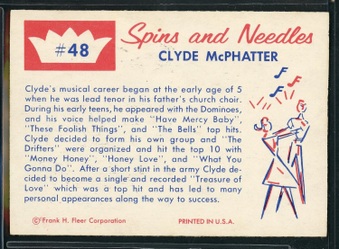 #48
Spins and Needles
CLYDE McPHATTER
Clyde's musical career began at the early age of 5
when he was lead tenor in his father's church choir.
During his early teens, he appeared with the Dominoes,
and his voice helped make "Have Mercy Baby",
"These Foolish Things", and "The Bells" top hits.
Clyde decided to form his own group and "The
Drifters" were organized and hit the top 10 with
"Money Honey", "Honey Love", and "What You
Gonna Do". After a short stint in the army Clyde de-
cided to become a single and recorded "Treasure of
Love" which was a top hit and has led to many
personal appearances along the way to success.
©Frank H. Fleer Corporation
PRINTED IN U.S.A.